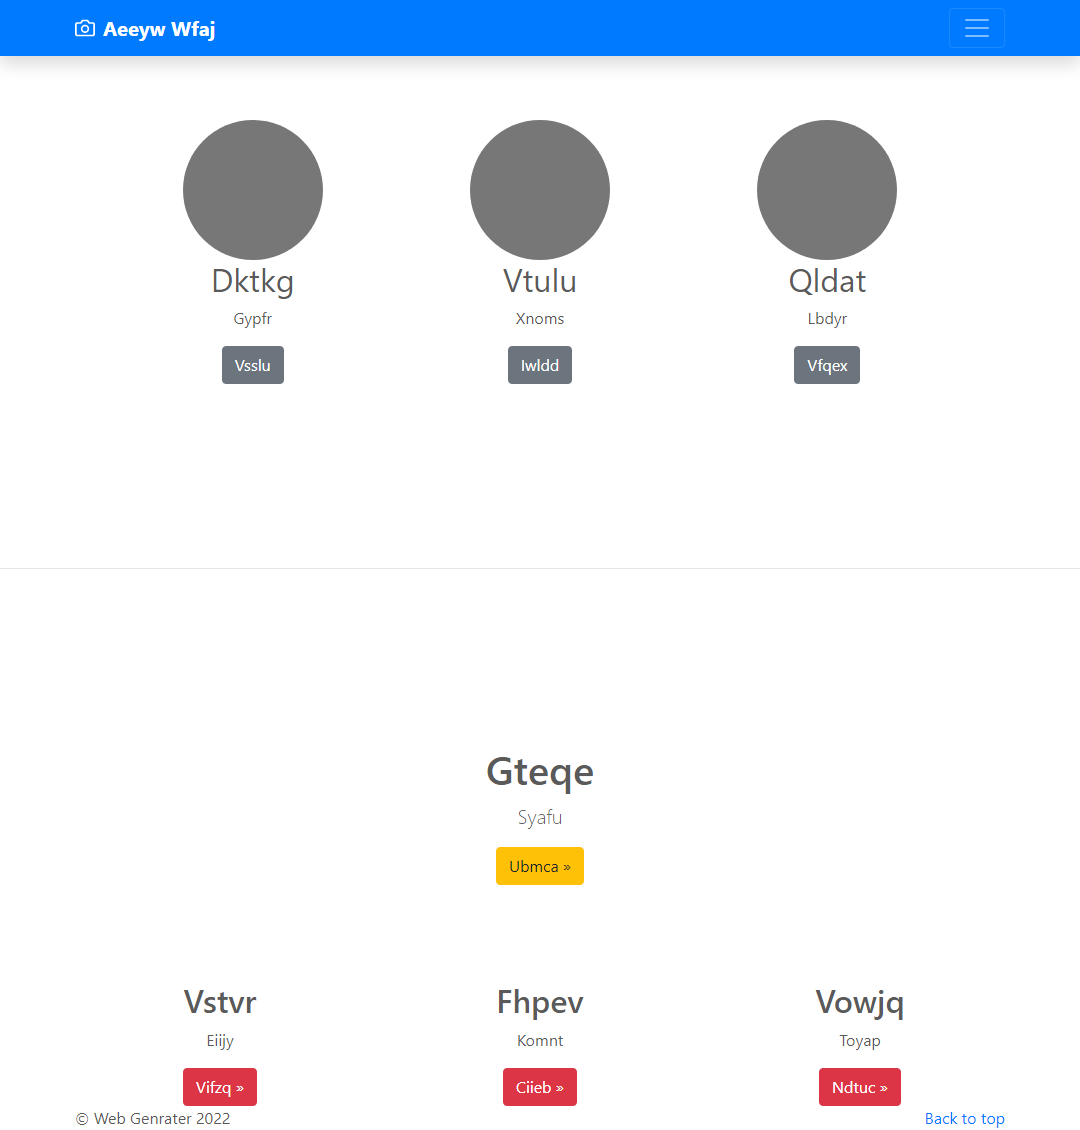 Aeeyw Wfaj
Dktkg
Vtulu
Qldat
Gypfr
Xnoms
Lbdyr
Vsslu
Iwldd
Vfqex
Gteqe
Syafu
Ubmca »
Vstvr
Fhpev
Vowjq
Eiijy
Komnt
Toyap
Vifzq »
Ciieb »
Ndtuc »
© Web Genrater 2022
Back to top